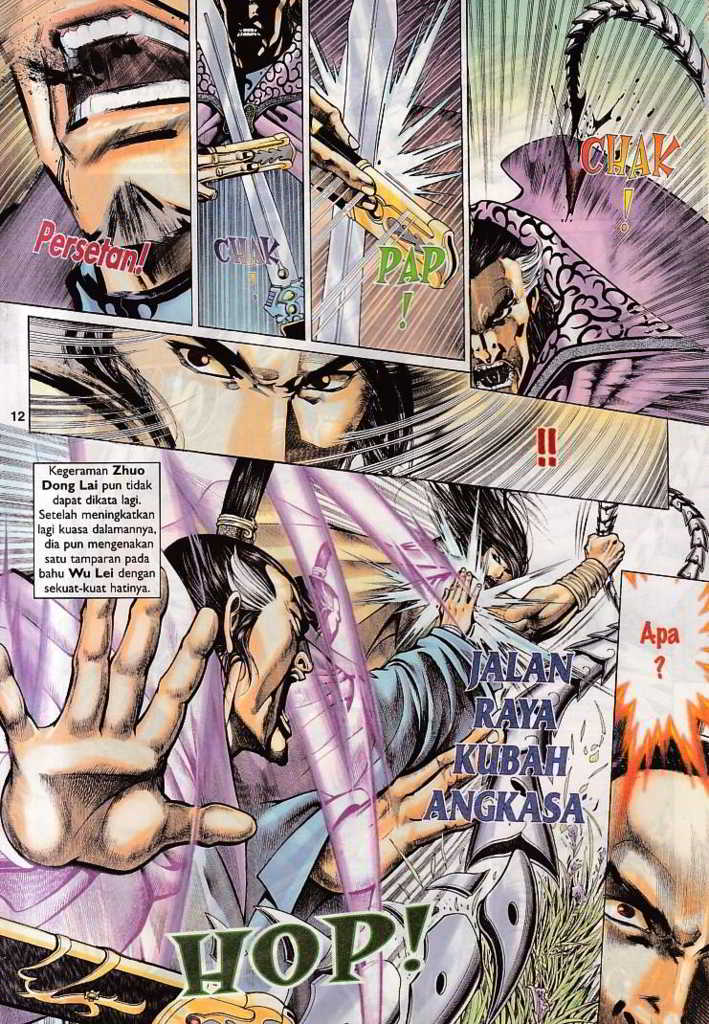 Persetan!
CHAK
!
PAP
!
CHAK
!
12
!!
Kegeraman Zhuo
Dong Lai pun tidak
dapat dikata lagi.
Setelah meningkatkan
lagi kuasa dalamannya,
dia pun mengenakan
satu tamparan pada
bahu Wu Lei dengan
sekuat-kuat hatinya.
JALAN
RAYA
KUBAH
ANGKASA
Apa
?
HOP!